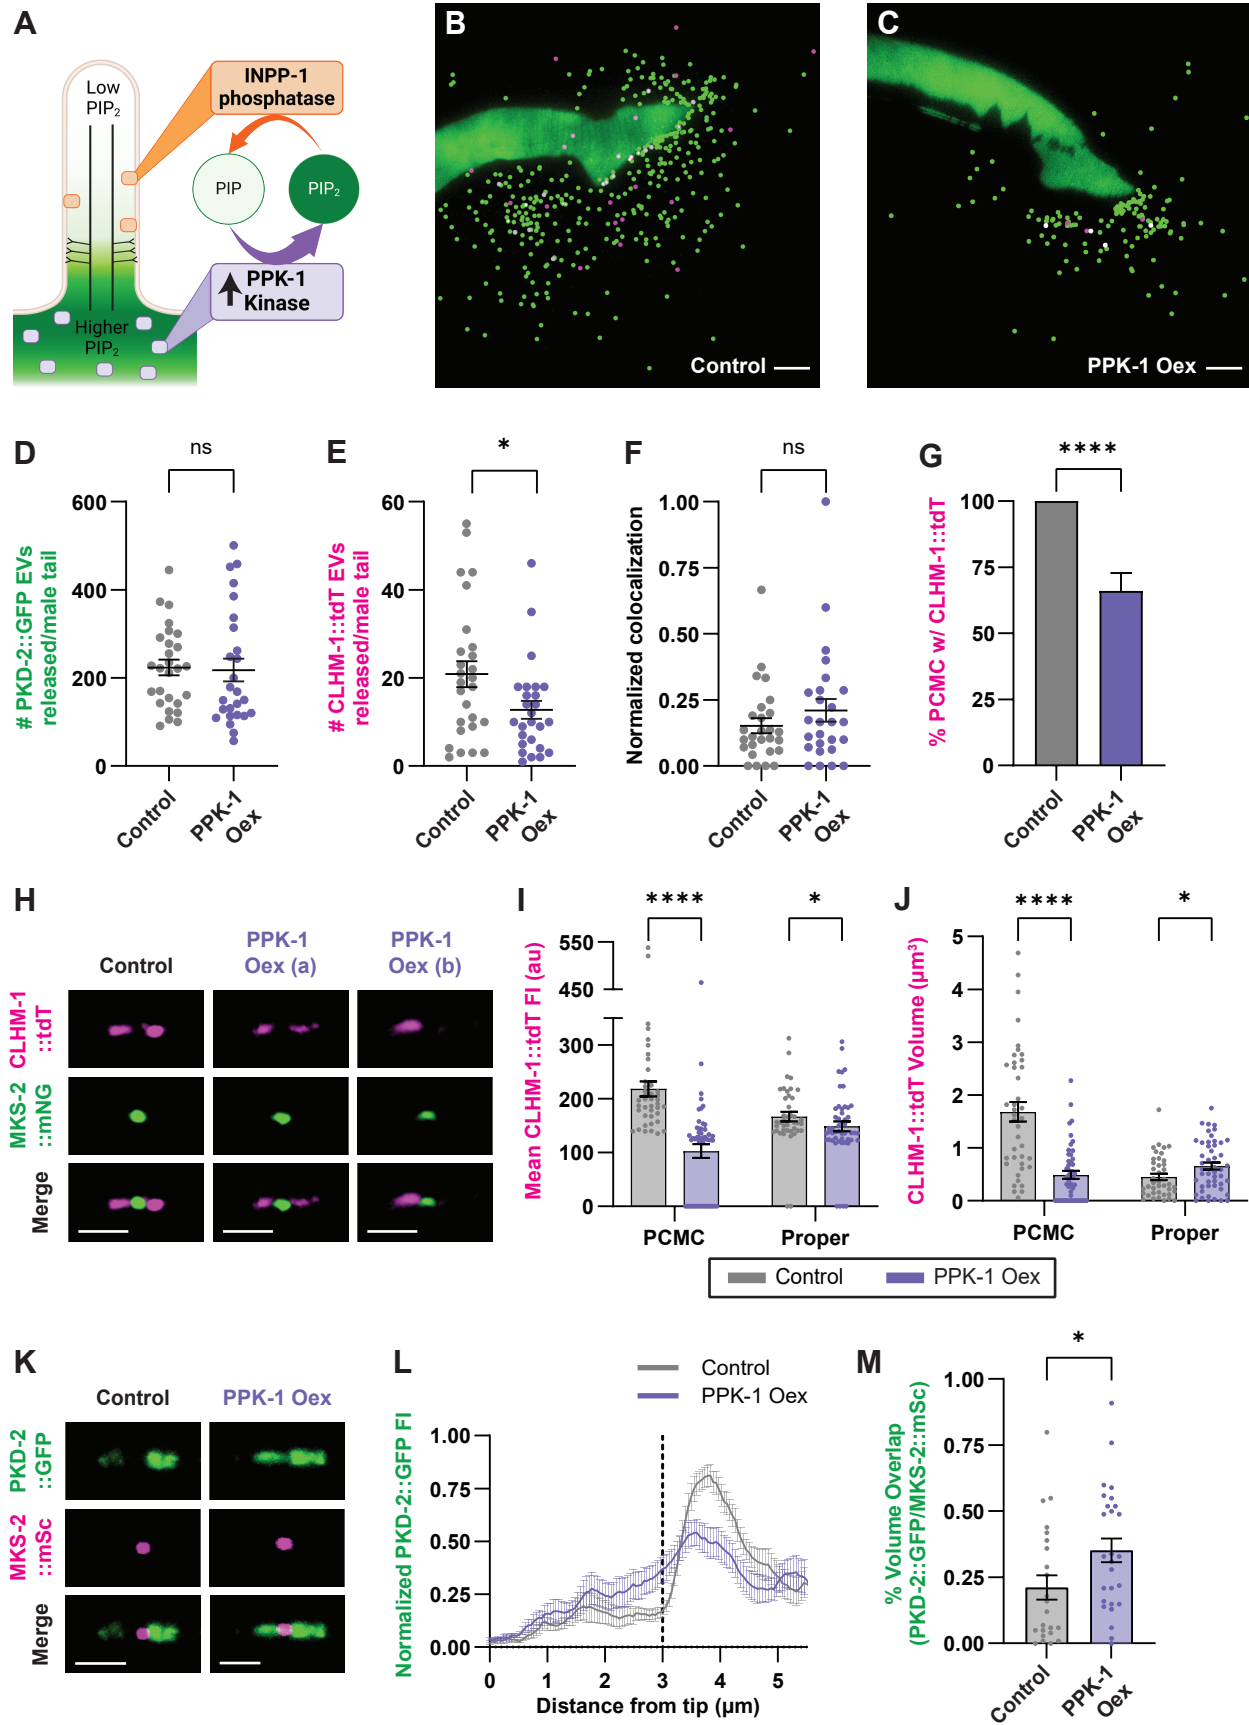 A
Low
PIP2
INPP-1
phosphatase
PIP
PIP2
PPK-1
Kinase
Higher
PIP2
B
Control
C
PPK-1 Oex
D
ns
# PKD-2::GFP EVs
released/male tail
600
400
200
0
Control
PPK-1
Oex
E
*
# CLHM-1::tdT EVs
released/male tail
60
40
20
0
Control
PPK-1
Oex
F
ns
Normalized colocalization
1.00
0.75
0.50
0.25
0.00
Control
PPK-1
Oex
G
****
% PCMC w/ CLHM-1::tdT
100
75
50
25
0
Control
PPK-1
Oex
H
Control
PPK-1
Oex (a)
PPK-1
Oex (b)
CLHM-1
::tdT
MKS-2
::mNG
Merge
I
****
*
Mean CLHM-1::tdT FI (au)
550
450
300
200
100
0
PCMC
Proper
J
****
*
CLHM-1::tdT Volume (µm³)
5
4
3
2
1
0
PCMC
Proper
Control
PPK-1 Oex
K
Control
PPK-1 Oex
PKD-2
::GFP
MKS-2
::mSc
Merge
L
Control
PPK-1 Oex
Normalized PKD-2::GFP FI
1.00
0.75
0.50
0.25
0.00
0
1
2
3
4
5
Distance from tip (µm)
M
*
% Volume Overlap
(PKD-2::GFP/MKS-2::mSc)
1.00
0.75
0.50
0.25
0.00
Control
PPK-1
Oex